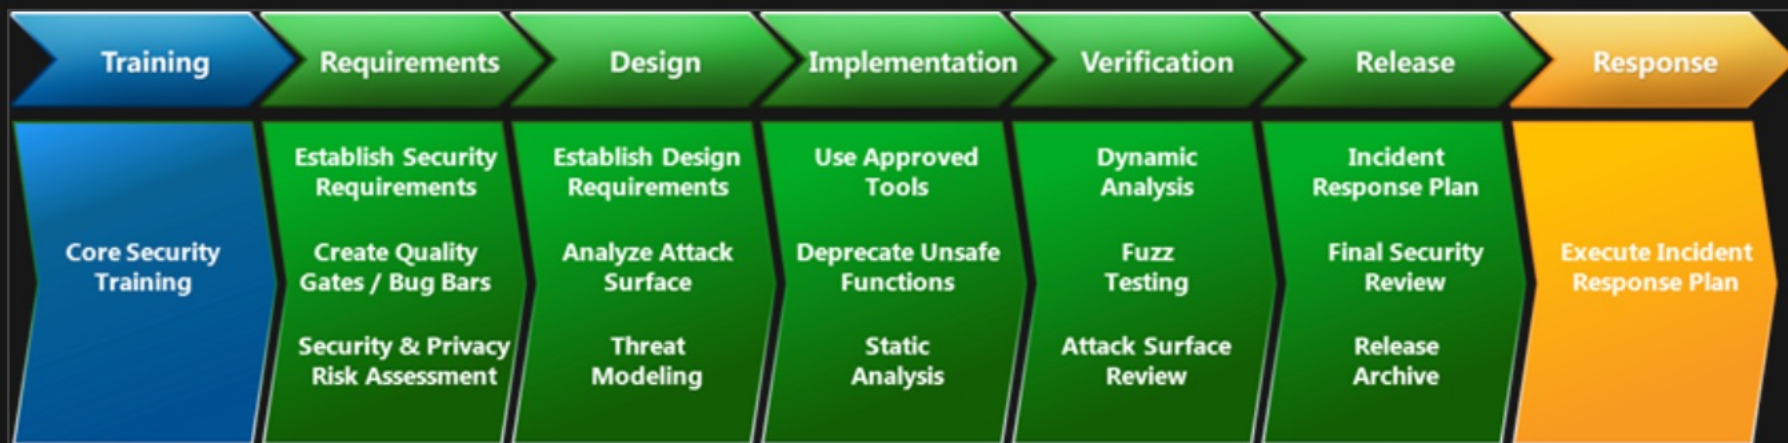 Training
Requirements
Design
Implementation
Verification
Release
Response
Core Security
Training
Establish Security
Requirements
Create Quality
Gates / Bug Bars
Security & Privacy
Risk Assessment
Establish Design
Requirements
Analyze Attack
Surface
Threat
Modeling
Use Approved
Tools
Deprecate Unsafe
Functions
Static
Analysis
Dynamic
Analysis
Fuzz
Testing
Attack Surface
Review
Incident
Response Plan
Final Security
Review
Release
Archive
Execute Incident
Response Plan